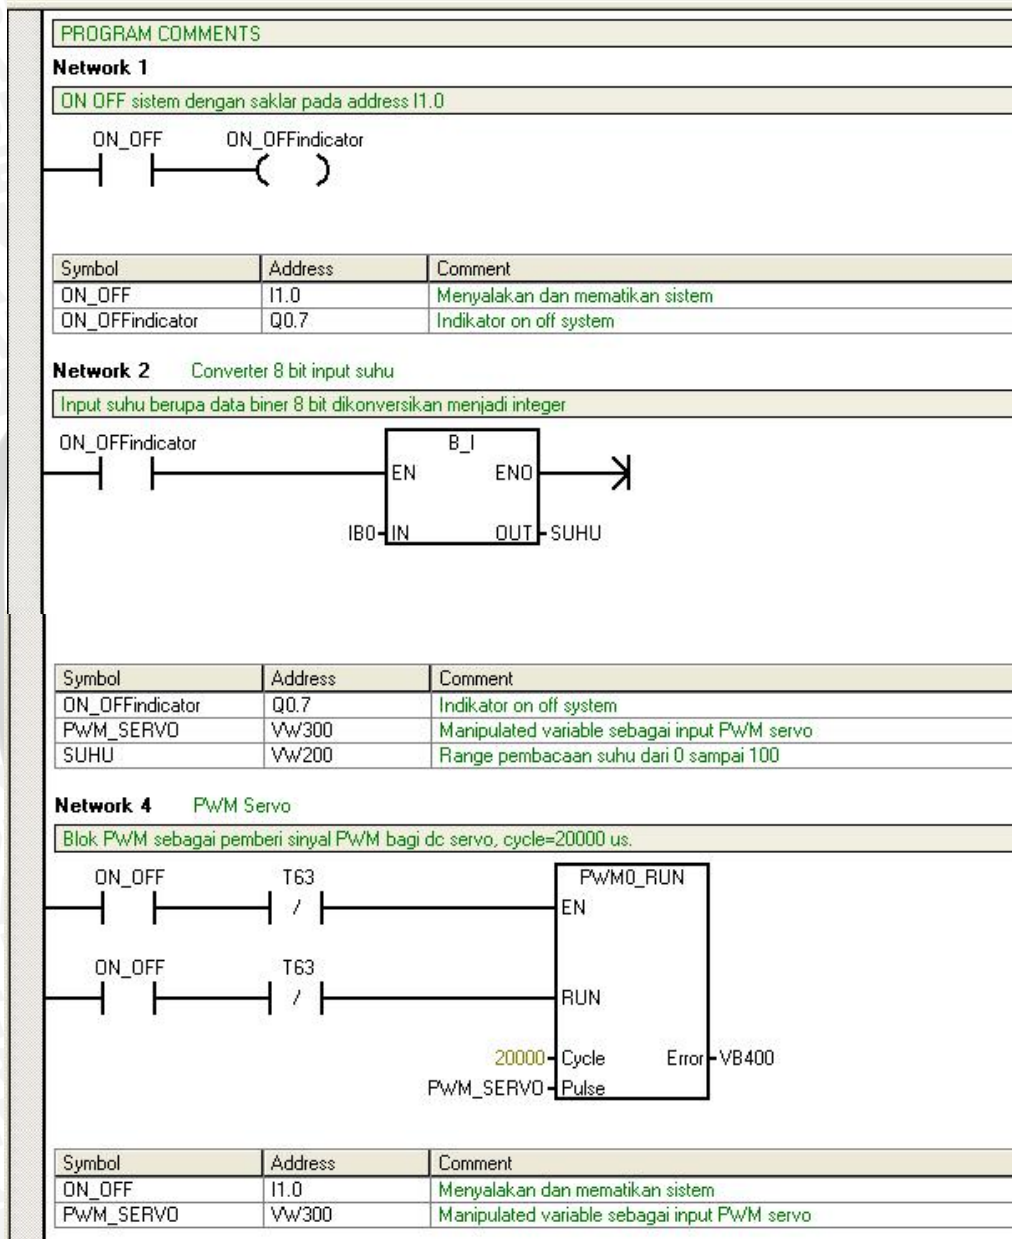 PROGRAM COMMENTS
Network 1
ON OFF sistem dengan saklar pada address I1.0
ON_OFF ON_OFFindicator
Symbol Address Comment
ON_OFF I1.0 Menyalakan dan mematikan sistem
ON_OFFindicator Q0.7 Indikator on off system
Network 2 Converter 8 bit input suhu
Input suhu berupa data biner 8 bit dikonversikan menjadi integer
ON_OFFindicator B_I
EN ENO
IB0 IN OUT SUHU
Symbol Address Comment
ON_OFFindicator Q0.7 Indikator on off system
PWM_SERVO VW300 Manipulated variable sebagai input PWM servo
SUHU VW200 Range pembacaan suhu dari 0 sampai 100
Network 4 PWM Servo
Blok PWM sebagai pemberi sinyal PWM bagi dc servo, cycle=20000 us.
ON_OFF T63 PWM0_RUN
/ EN
ON_OFF T63
/ RUN
20000 Cycle Error VB400
PWM_SERVO Pulse
Symbol Address Comment
ON_OFF I1.0 Menyalakan dan mematikan sistem
PWM_SERVO VW300 Manipulated variable sebagai input PWM servo